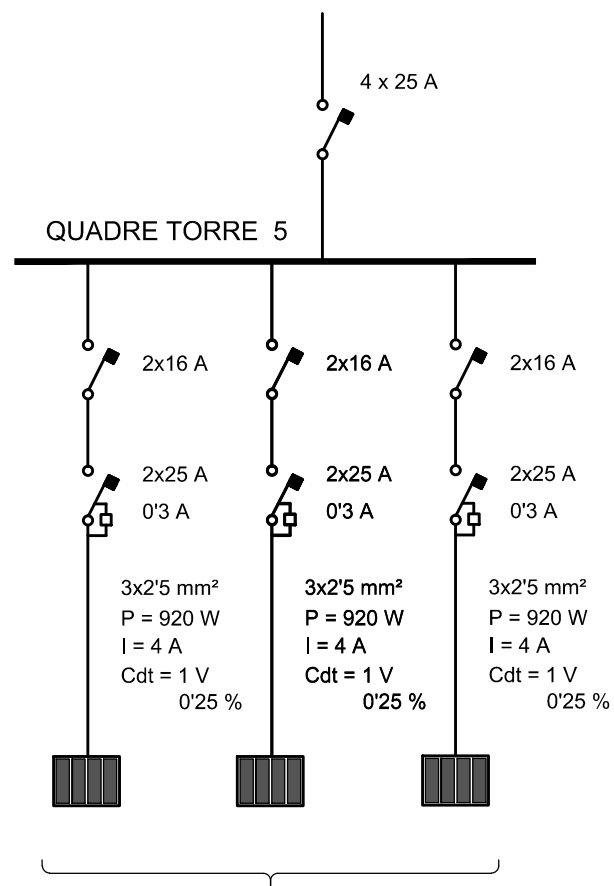 4 x 25 A
QUADRE TORRE 5
2x16 A
2x16 A
2x16 A
2x25 A
0'3 A
2x25 A
0'3 A
2x25 A
0'3 A
3x2'5 mm²
P = 920 W
I = 4 A
Cdt = 1 V
0'25 %
3x2'5 mm²
P = 920 W
I = 4 A
Cdt = 1 V
0'25 %
3x2'5 mm²
P = 920 W
I = 4 A
Cdt = 1 V
0'25 %